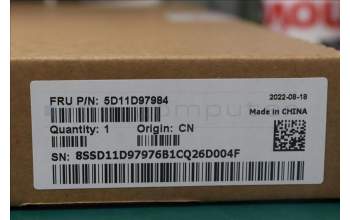 FRU P/N: 5D11D97984
2022-08-18
Made in CHINA
Quantity: 1 Origin: CN
SN: 8SSD11D97976B1CQ26D004F